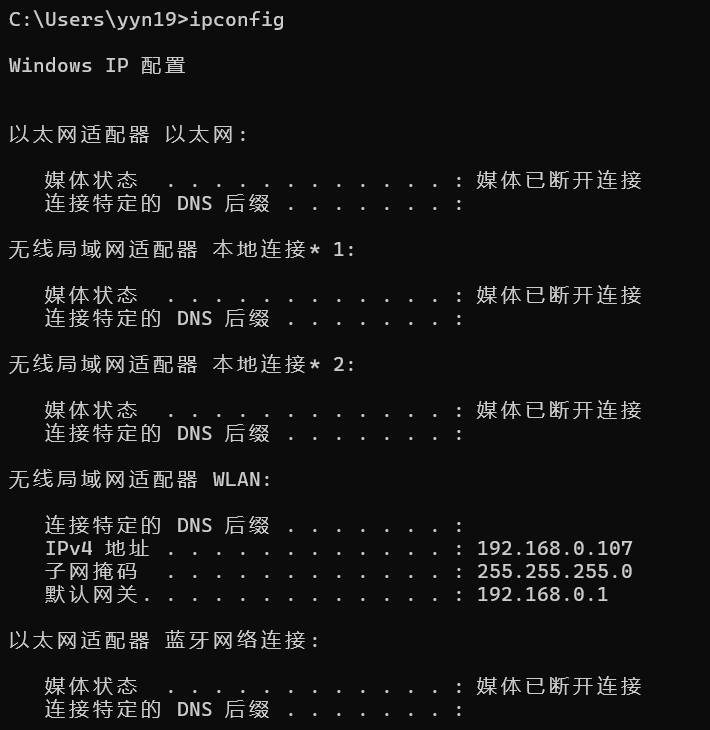 C:\Users\yyn19>ipconfig
Windows IP 配置
以太网适配器 以太网:
媒体状态  . . . . . . . . . . . . : 媒体已断开连接
连接特定的 DNS 后缀 . . . . . . . :
无线局域网适配器 本地连接* 1:
媒体状态  . . . . . . . . . . . . : 媒体已断开连接
连接特定的 DNS 后缀 . . . . . . . :
无线局域网适配器 本地连接* 2:
媒体状态  . . . . . . . . . . . . : 媒体已断开连接
连接特定的 DNS 后缀 . . . . . . . :
无线局域网适配器 WLAN:
连接特定的 DNS 后缀 . . . . . . . :
IPv4 地址 . . . . . . . . . . . . : 192.168.0.107
子网掩码  . . . . . . . . . . . . : 255.255.255.0
默认网关. . . . . . . . . . . . . : 192.168.0.1
以太网适配器 蓝牙网络连接:
媒体状态  . . . . . . . . . . . . : 媒体已断开连接
连接特定的 DNS 后缀 . . . . . . . :